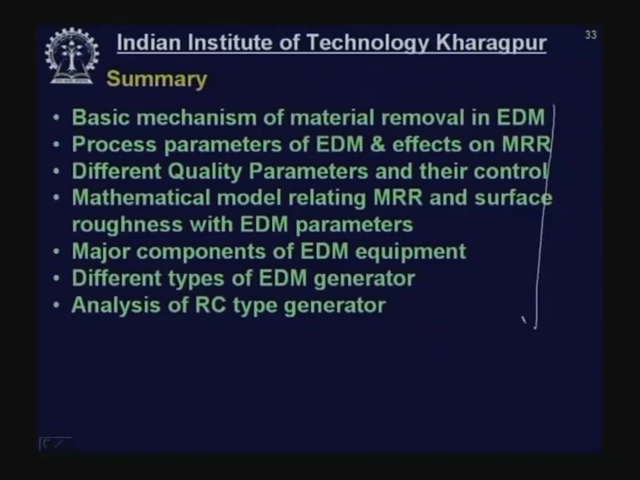 Indian Institute of Technology Kharagpur
33
Summary
• Basic mechanism of material removal in EDM
• Process parameters of EDM & effects on MRR
• Different Quality Parameters and their control
• Mathematical model relating MRR and surface
roughness with EDM parameters
• Major components of EDM equipment
• Different types of EDM generator
• Analysis of RC type generator